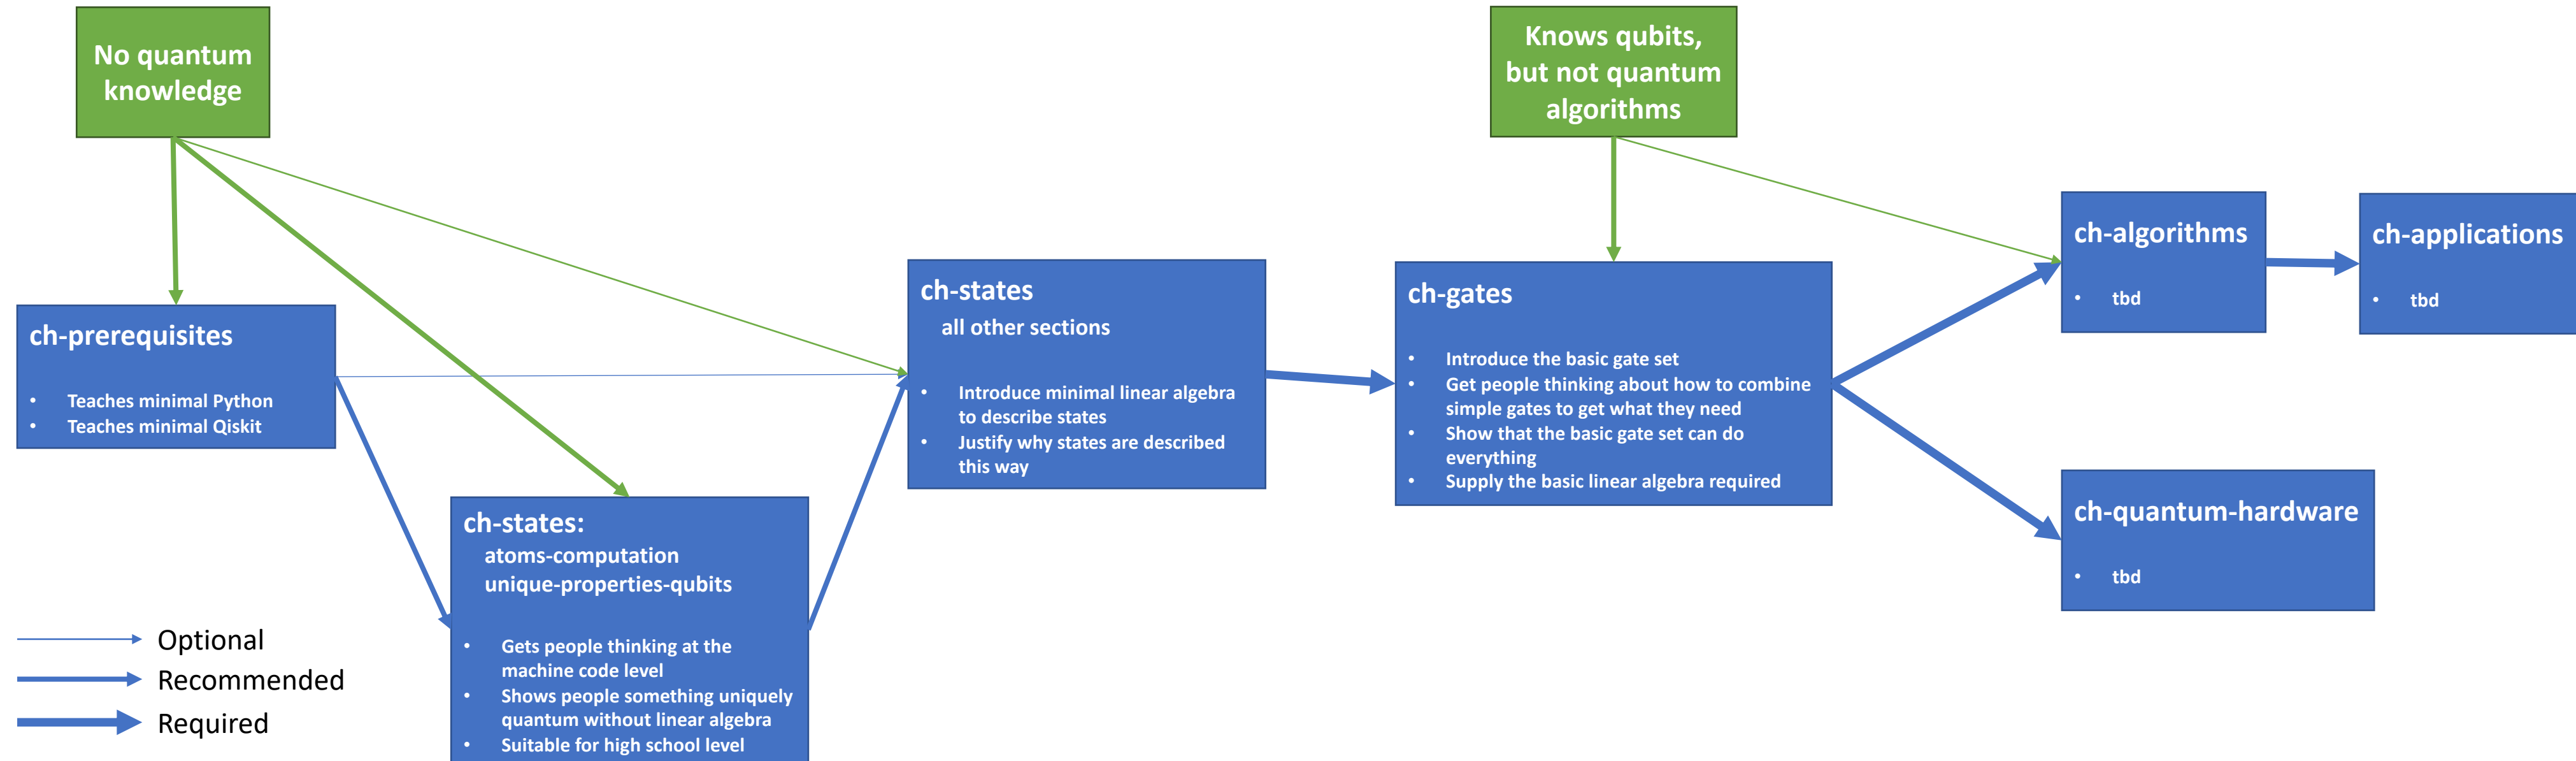 No quantum
knowledge
Knows qubits,
but not quantum
algorithms
ch-prerequisites
• Teaches minimal Python
• Teaches minimal Qiskit
ch-states:
atoms-computation
unique-properties-qubits
• Gets people thinking at the
machine code level
• Shows people something uniquely
quantum without linear algebra
• Suitable for high school level
ch-states
all other sections
• Introduce minimal linear algebra
to describe states
• Justify why states are described
this way
ch-gates
• Introduce the basic gate set
• Get people thinking about how to combine
simple gates to get what they need
• Show that the basic gate set can do
everything
• Supply the basic linear algebra required
ch-algorithms
• tbd
ch-applications
• tbd
ch-quantum-hardware
• tbd
Optional
Recommended
Required